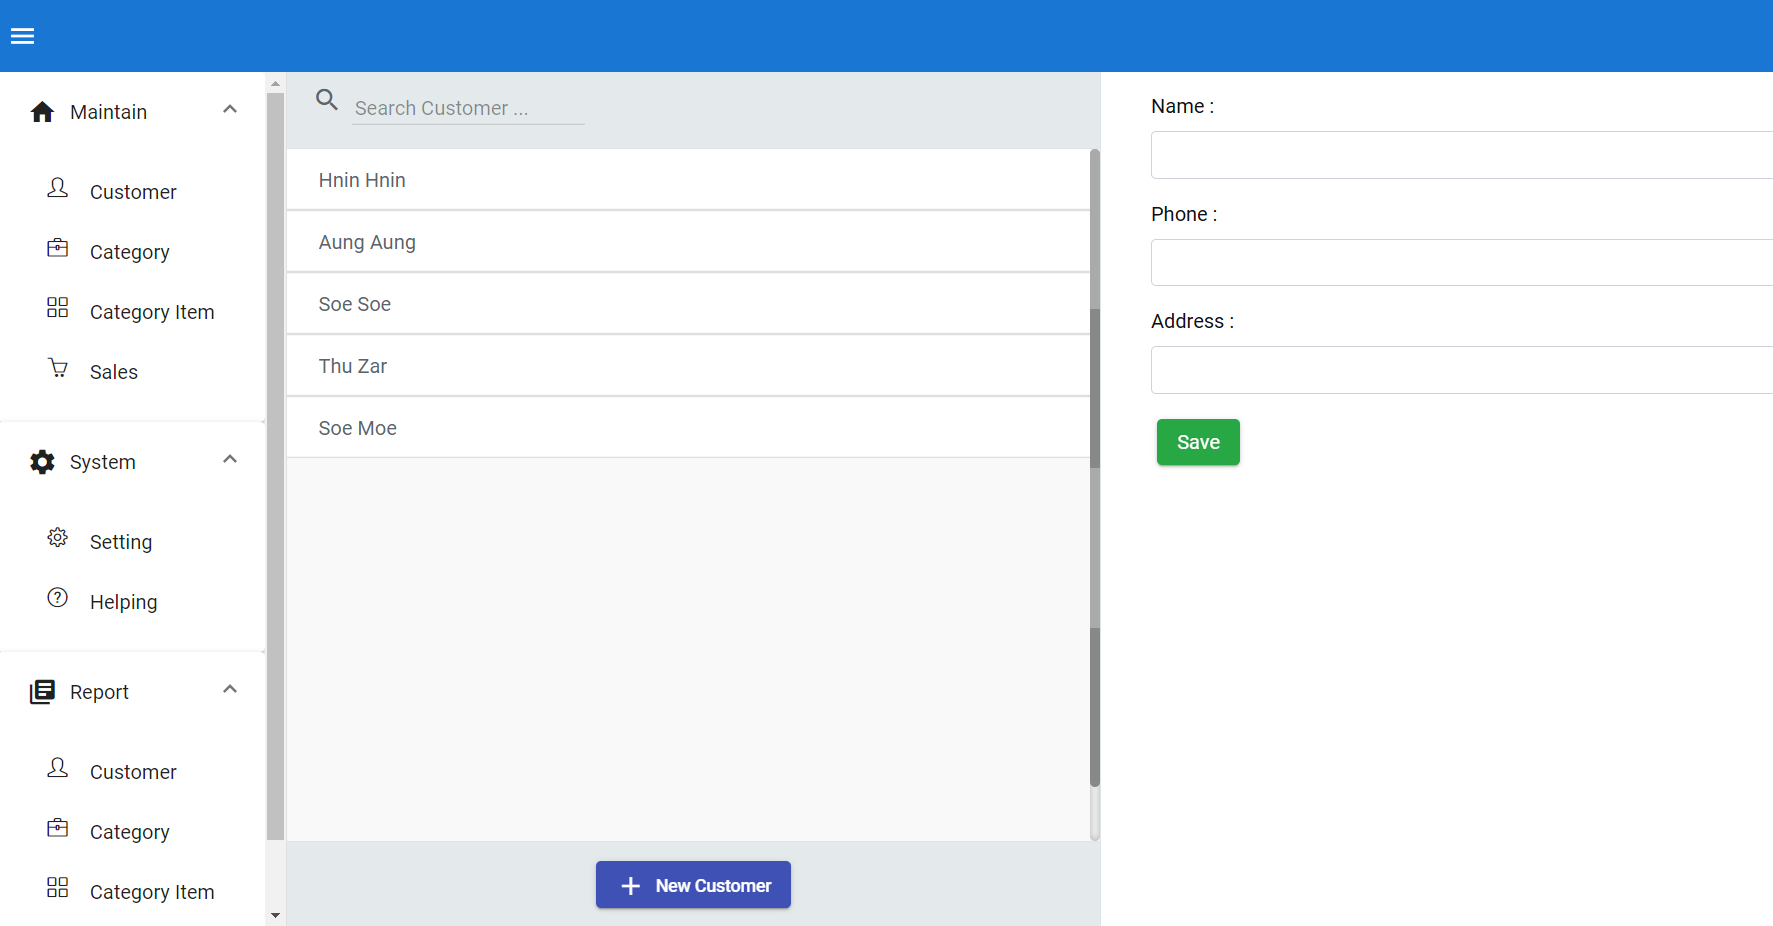 Maintain
Customer
Category
Category Item
Sales
System
Setting
Helping
Report
Customer
Category
Category Item
Search Customer ...
Hnin Hnin
Aung Aung
Soe Soe
Thu Zar
Soe Moe
New Customer
Name :
Phone :
Address :
Save